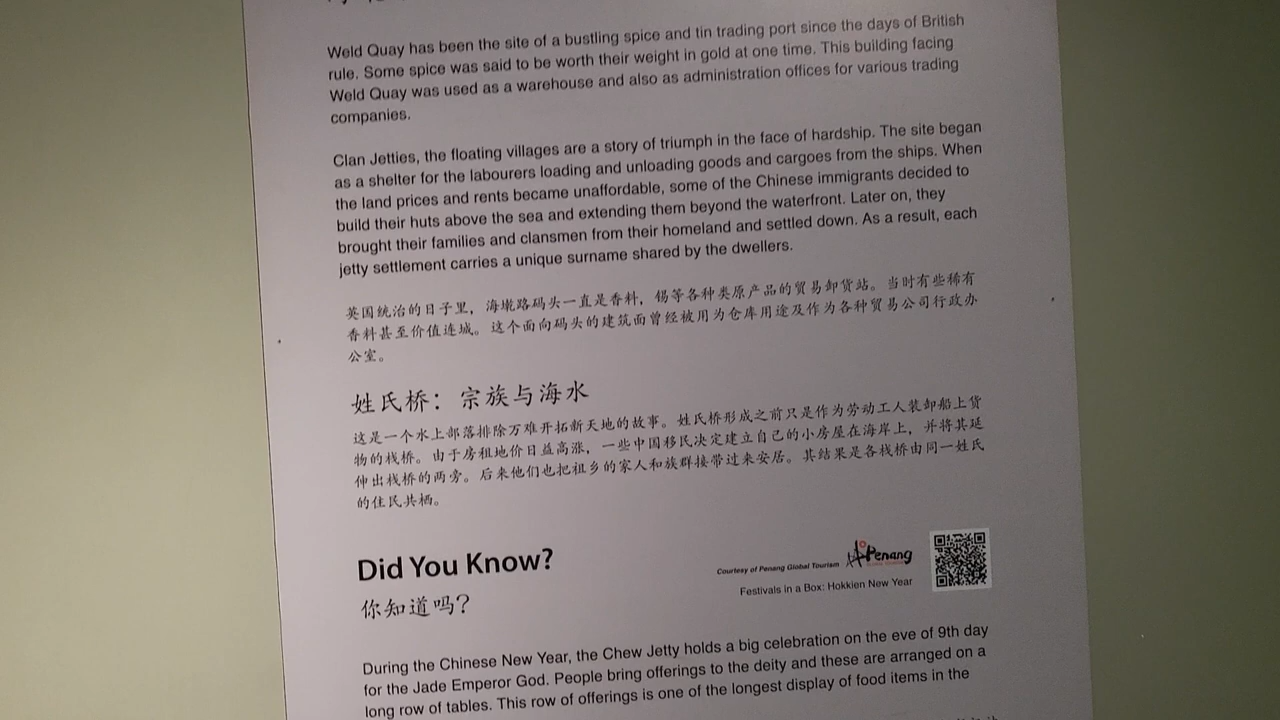 Weld Quay has been the site of a bustling spice and tin trading port since the days of British
rule. Some spice was said to be worth their weight in gold at one time. This building facing
Weld Quay was used as a warehouse and also as administration offices for various trading
companies.
Clan Jetties, the floating villages are a story of triumph in the face of hardship. The site began
as a shelter for the labourers loading and unloading goods and cargoes from the ships. When
the land prices and rents became unaffordable, some of the Chinese immigrants decided to
build their huts above the sea and extending them beyond the waterfront. Later on, they
brought their families and clansmen from their homeland and settled down. As a result, each
jetty settlement carries a unique surname shared by the dwellers.
英国统治的日子里，海墘路码头一直是香料，锡等各种类原产品的贸易卸货站。当时有些稀有
香料甚至价值连城。这个面向码头的建筑面曾经被用为仓库用途及作为各种贸易公司行政办
公室。
姓氏桥：宗族与海水
这是一个水上部落排除万难开拓新天地的故事。姓氏桥形成之前只是作为劳动工人装卸船上货
物的栈桥。由于房租地价日益高涨，一些中国移民决定建立自己的小房屋在海岸上，并将其延
伸出栈桥的两旁。后来他们也把祖乡的家人和族群接带过来安居。其结果是各栈桥由同一姓氏
的住民共栖。
Did You Know?
你知道吗?
Courtesy of Penang Global Tourism
Penang
Festivals in a Box: Hokkien New Year
During the Chinese New Year, the Chew Jetty holds a big celebration on the eve of 9th day
for the Jade Emperor God. People bring offerings to the deity and these are arranged on a
long row of tables. This row of offerings is one of the longest display of food items in the